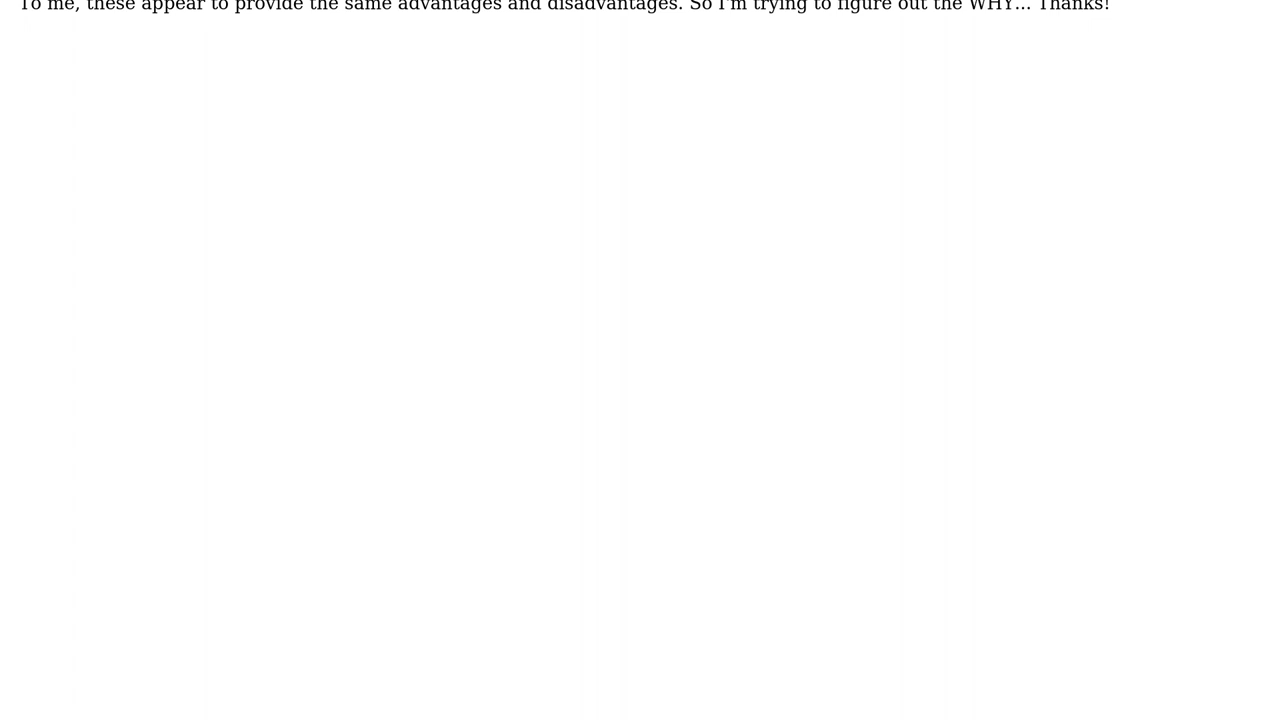 To me, these appear to provide the same advantages and disadvantages. So I'm trying to figure out the WHY... Thanks!